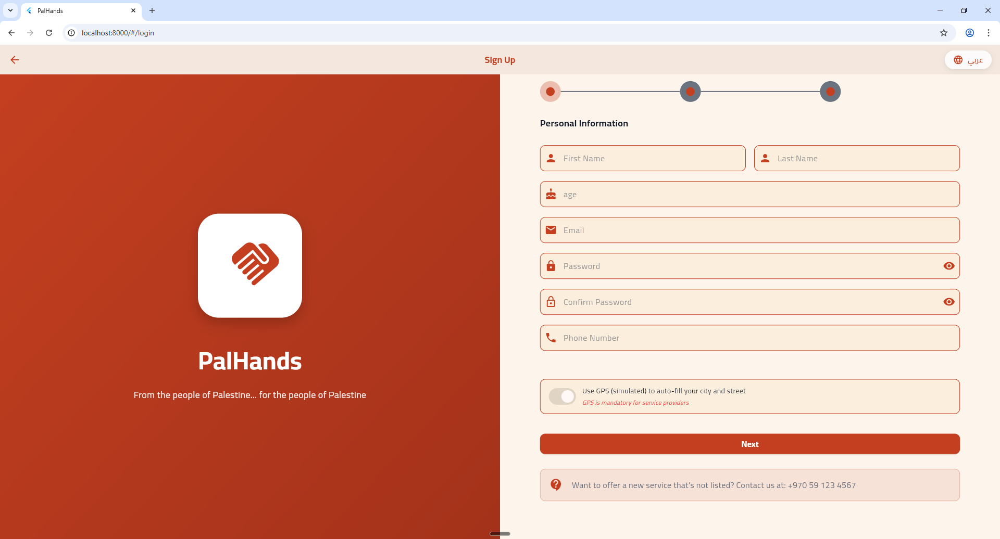 PalHands
localhost:8000/#/login
Sign Up
عربي
Personal Information
First Name
Last Name
age
Email
Password
Confirm Password
Phone Number
Use GPS (simulated) to auto-fill your city and street
GPS is mandatory for service providers
Next
Want to offer a new service that's not listed? Contact us at: +970 59 123 4567
PalHands
From the people of Palestine... for the people of Palestine